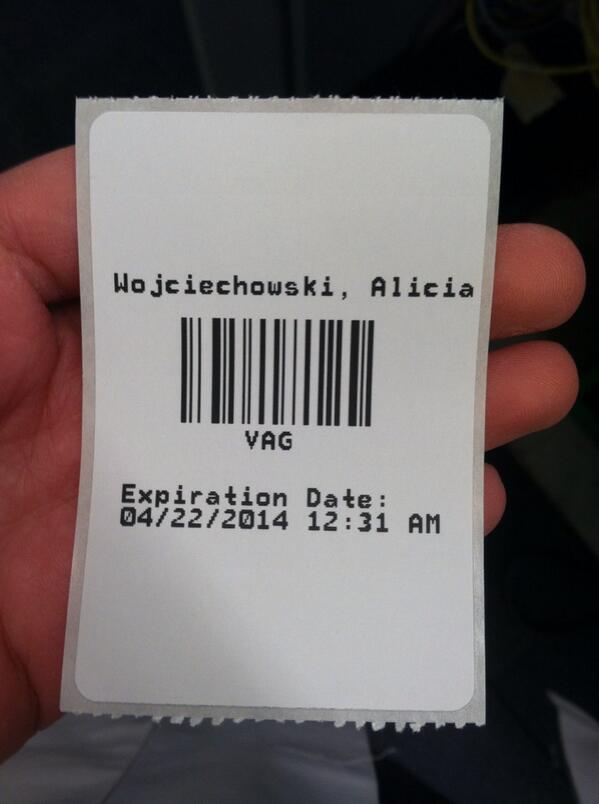 Wojciechowski, Alicia
VAG
Expiration Date:
04/22/2014 12:31 AM